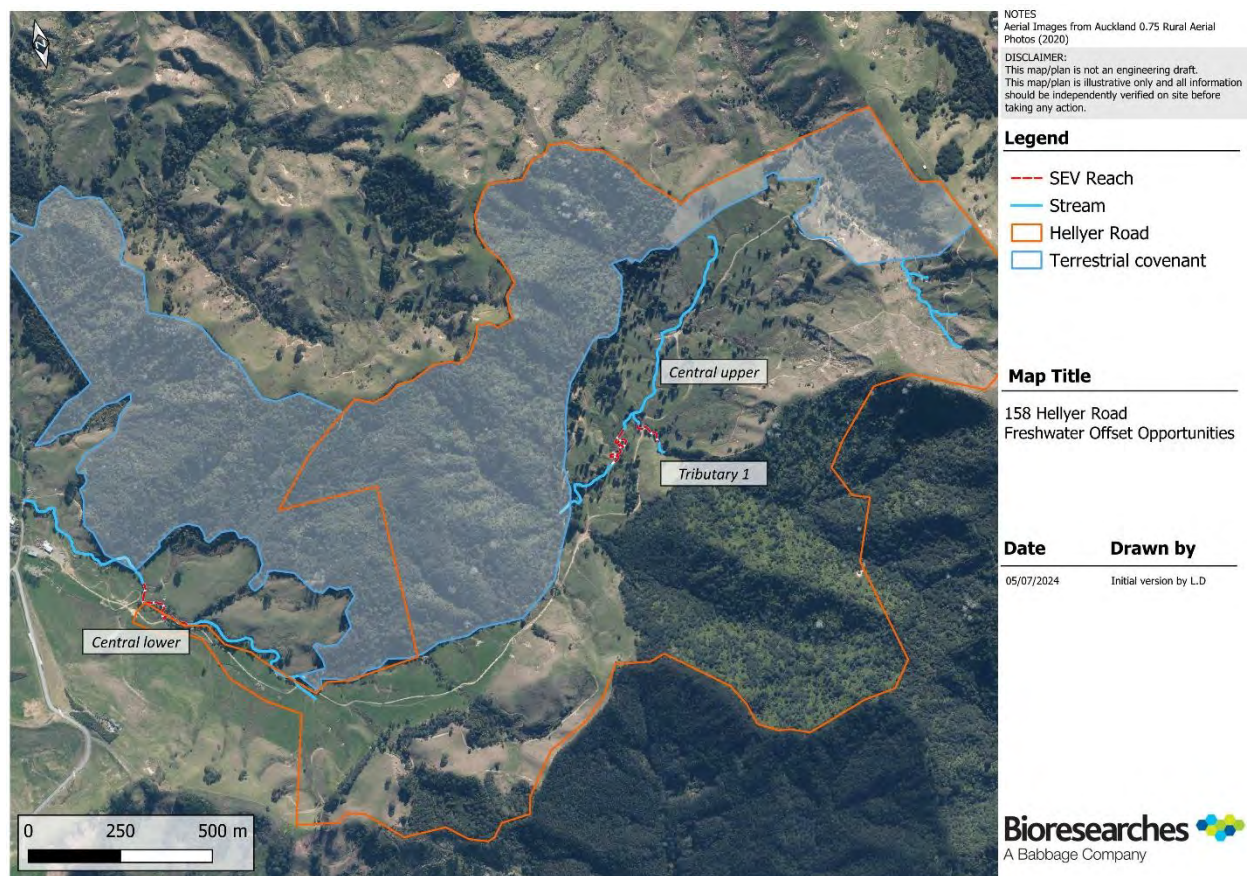 NOTES
Aerial Images from Auckland 0.75 Rural Aerial
Photos (2020)
DISCLAIMER:
This map/plan is not an engineering draft.
This map/plan is illustrative only and all information
should be independently verified on site before
taking any action.
Legend
SEV Reach
Stream
Hellyer Road
Terrestrial covenant
Map Title
158 Hellyer Road
Freshwater Offset Opportunities
Date Drawn by
05/07/2024 Initial version by L.D
Bioresearches
A Babbage Company
N
Central upper
Tributary 1
Central lower
0 250 500 m